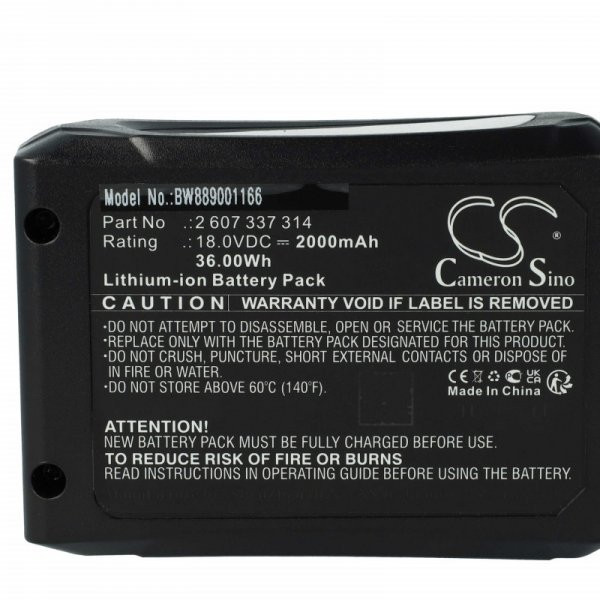 Model No.:BW889001166
Part No .:2 607 337 314
Rating .:18.0VDC ⎓ 2000mAh
36.00Wh
Lithium-ion Battery Pack
CS
®
Cameron Sino
CAUTION WARRANTY VOID IF LABEL IS REMOVED
•DO NOT ATTEMPT TO DISASSEMBLE, OPEN OR SERVICE THE BATTERY PACK.
•REPLACE ONLY WITH THE BATTERY PACK DESIGNATED FOR THIS PRODUCT.
•DO NOT CRUSH, PUNCTURE, SHORT EXTERNAL CONTACTS OR DISPOSE OF
IN FIRE OR WATER.
•DO NOT STORE ABOVE 60℃ (140℉).
CE UK CA
Made In China
ATTENTION!
NEW BATTERY PACK MUST BE FULLY CHARGED BEFORE USE.
TO REDUCE RISK OF FIRE OR BURNS
READ INSTRUCTIONS IN OPERATING GUIDE BEFORE USING THE BATTERY.